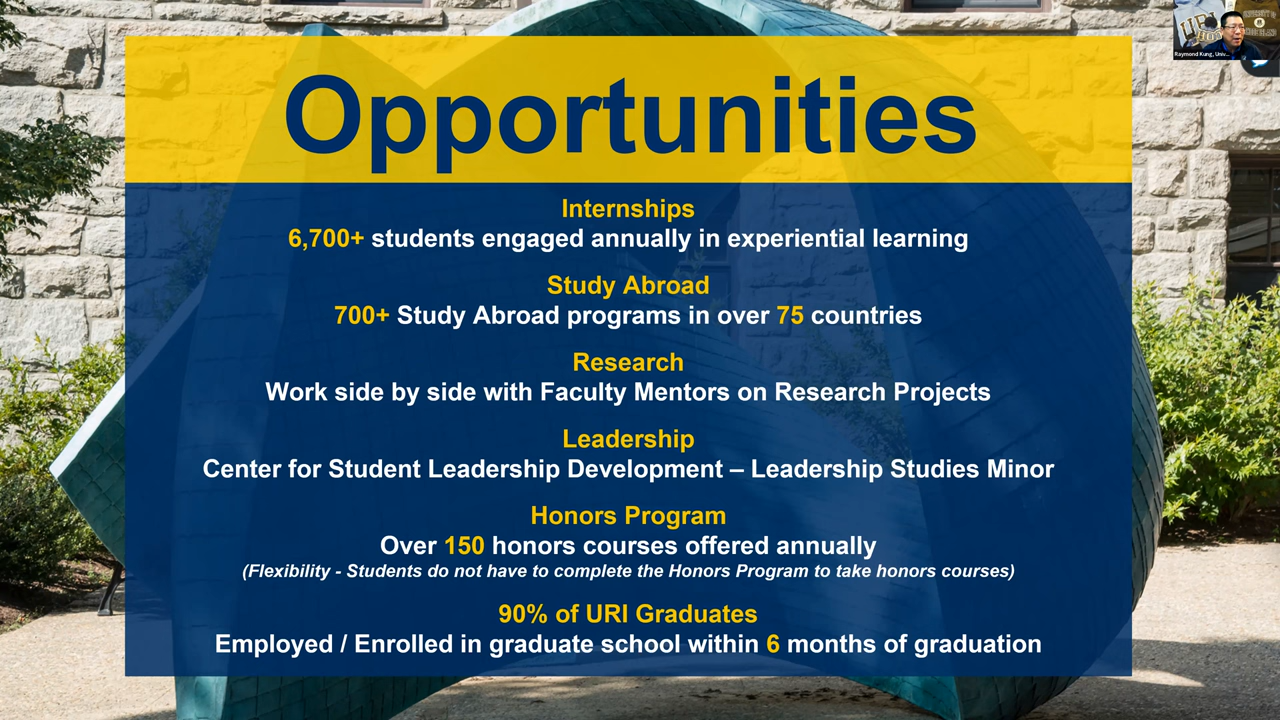 Opportunities
Internships
6,700+ students engaged annually in experiential learning
Study Abroad
700+ Study Abroad programs in over 75 countries
Research
Work side by side with Faculty Mentors on Research Projects
Leadership
Center for Student Leadership Development – Leadership Studies Minor
Honors Program
Over 150 honors courses offered annually
(Flexibility - Students do not have to complete the Honors Program to take honors courses)
90% of URI Graduates
Employed / Enrolled in graduate school within 6 months of graduation
URI
Raymond Kung, Univ...